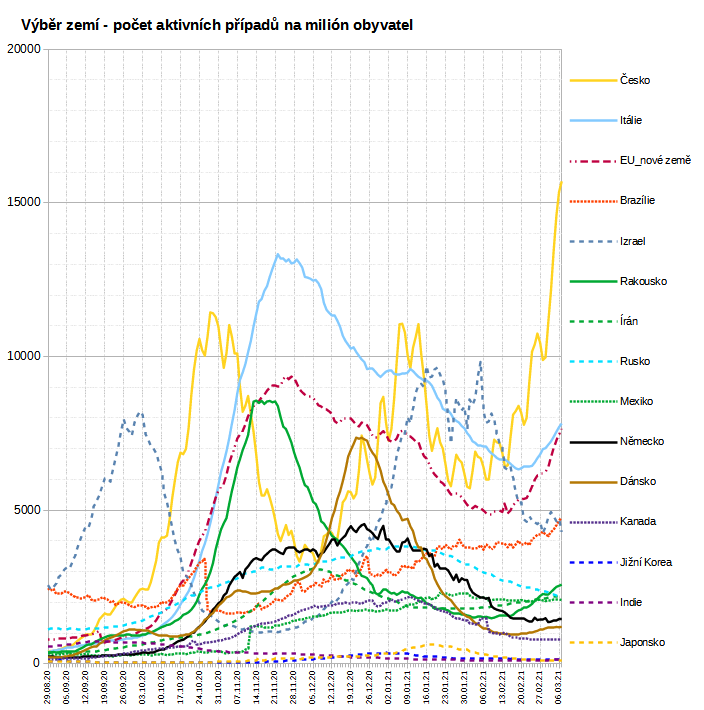 Výběr zemí - počet aktivních případů na milión obyvatel
20000
15000
10000
5000
0
Česko
Itálie
EU_nové země
Brazílie
Izrael
Rakousko
Írán
Rusko
Mexiko
Německo
Dánsko
Kanada
Jižní Korea
Indie
Japonsko
29.08.20
05.09.20
12.09.20
19.09.20
26.09.20
03.10.20
10.10.20
17.10.20
24.10.20
31.10.20
07.11.20
14.11.20
21.11.20
28.11.20
05.12.20
12.12.20
19.12.20
26.12.20
02.01.21
09.01.21
16.01.21
23.01.21
30.01.21
06.02.21
13.02.21
20.02.21
27.02.21
06.03.21